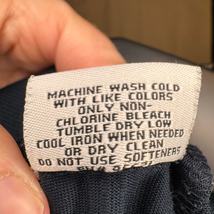 MACHINE WASH COLD
WITH LIKE COLORS
ONLY NON-
CHLORINE BLEACH
TUMBLE DRY LOW
COOL IRON WHEN NEEDED
OR DRY CLEAN
DO NOT USE SOFTENERS